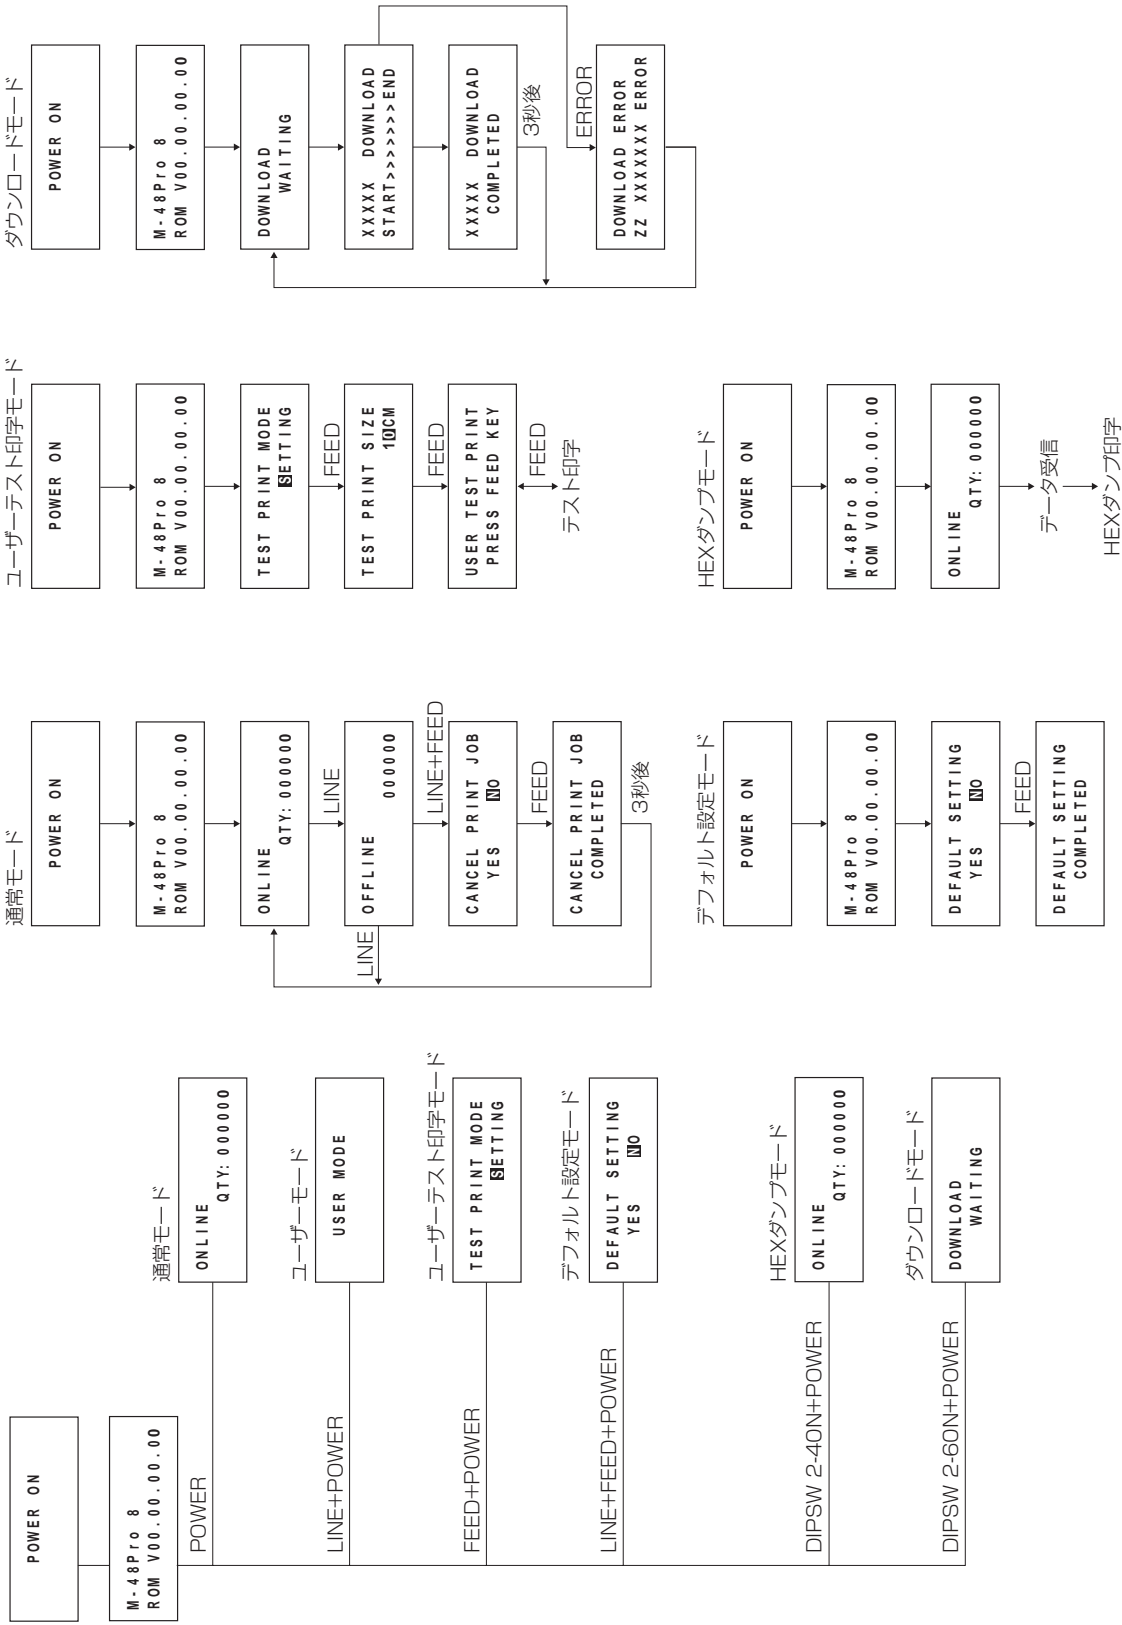 POWER ON
M-48Pro 8
ROM V00.00.00.00
POWER
通常モード
ONLINE
QTY:000000
LINE+POWER
ユーザーモード
USER MODE
FEED+POWER
ユーザーテスト印字モード
TEST PRINT MODE
SETTING
LINE+FEED+POWER
デフォルト設定モード
DEFAULT SETTING
YES NO
DIPSW 2-4ON+POWER
HEXダンプモード
ONLINE
QTY:000000
DIPSW 2-6ON+POWER
ダウンロードモード
DOWNLOAD
WAITING
通常モード
POWER ON
M-48Pro 8
ROM V00.00.00.00
ONLINE
QTY:000000
LINE
OFFLINE
000000
LINE
LINE+FEED
CANCEL PRINT JOB
YES NO
FEED
CANCEL PRINT JOB
COMPLETED
3秒後
ユーザーテスト印字モード
POWER ON
M-48Pro 8
ROM V00.00.00.00
TEST PRINT MODE
SETTING
FEED
TEST PRINT SIZE
10CM
FEED
USER TEST PRINT
PRESS FEED KEY
FEED
テスト印字
ダウンロードモード
POWER ON
M-48Pro 8
ROM V00.00.00.00
DOWNLOAD
WAITING
XXXXX DOWNLOAD
START>>>>>>>END
XXXXX DOWNLOAD
COMPLETED
3秒後
ERROR
DOWNLOAD ERROR
ZZ XXXXXXX ERROR
デフォルト設定モード
POWER ON
M-48Pro 8
ROM V00.00.00.00
DEFAULT SETTING
YES NO
FEED
DEFAULT SETTING
COMPLETED
HEXダンプモード
POWER ON
M-48Pro 8
ROM V00.00.00.00
ONLINE
QTY:000000
データ受信
HEXダンプ印字